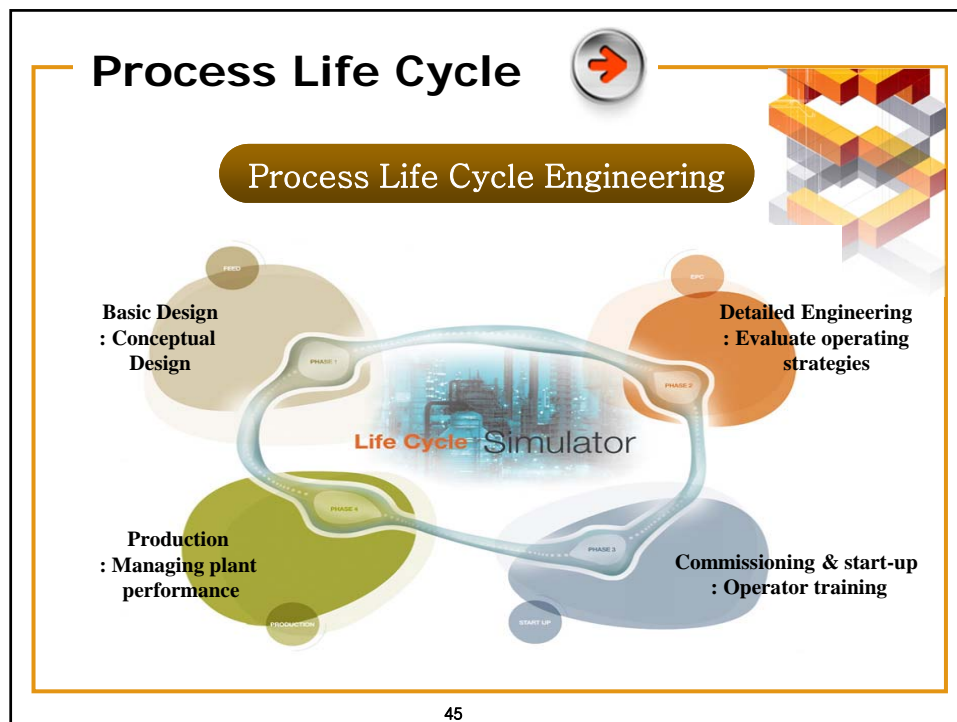 Process Life Cycle
Process Life Cycle Engineering
FEED
Basic Design
: Conceptual
Design
PHASE 1
EPC
Detailed Engineering
: Evaluate operating
strategies
PHASE 2
Life Cycle Simulator
PHASE 4
Production
: Managing plant
performance
PRODUCTION
PHASE 3
Commissioning & start-up
: Operator training
START UP
45